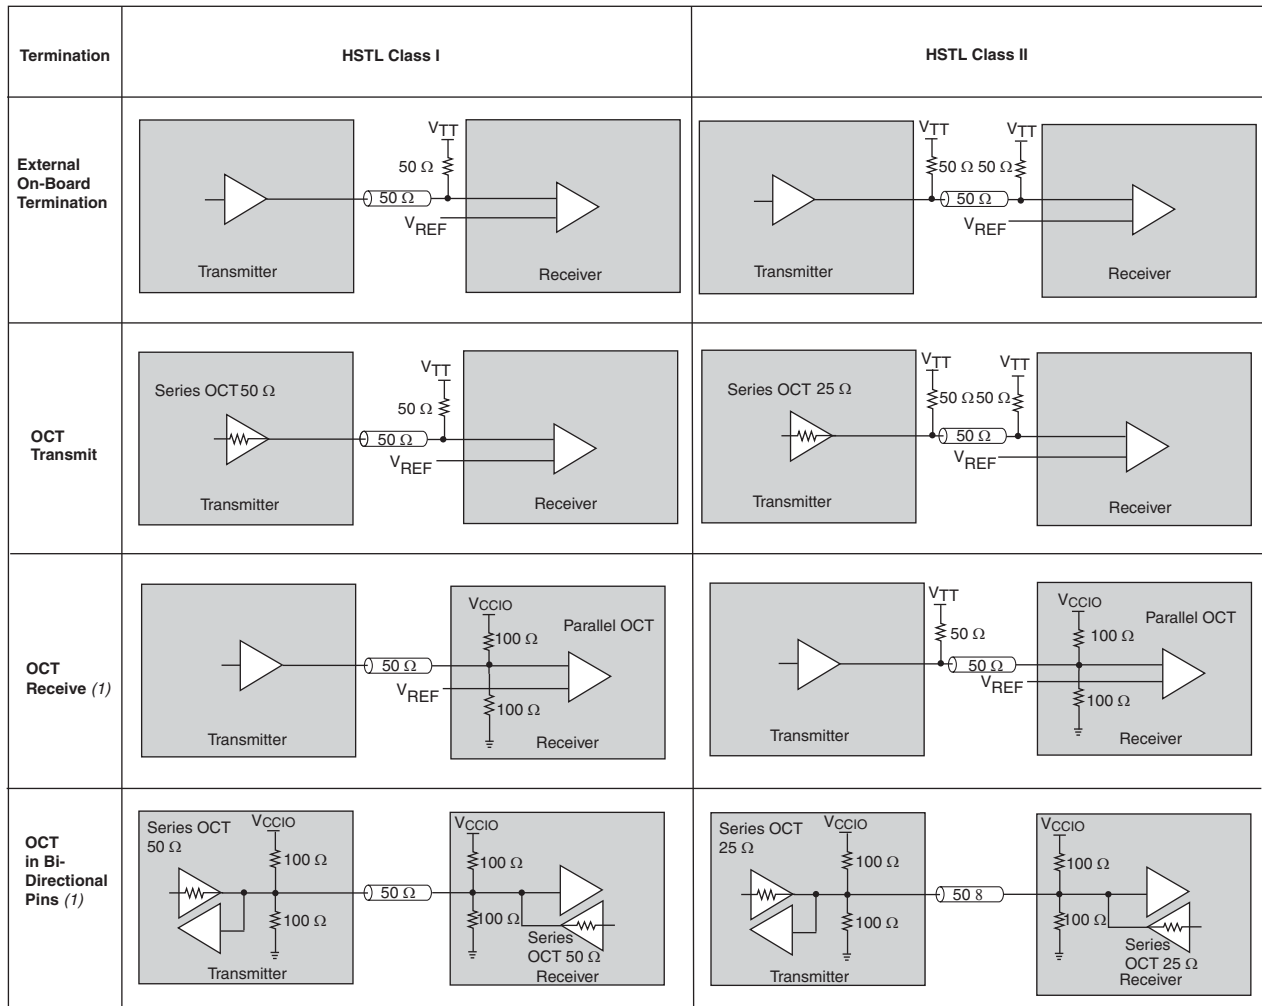 Termination
HSTL Class I
HSTL Class II
External
On-Board
Termination
VTT
50 Ω
50 Ω
VREF
Transmitter
Receiver
VTT
VTT
50 Ω 50 Ω
50 Ω
VREF
Transmitter
Receiver
OCT
Transmit
Series OCT 50 Ω
VTT
50 Ω
50 Ω
VREF
Transmitter
Receiver
Series OCT 25 Ω
VTT
VTT
50 Ω 50 Ω
50 Ω
VREF
Transmitter
Receiver
OCT
Receive (1)
VCCIO
100 Ω
Parallel OCT
50 Ω
VREF
100 Ω
Transmitter
Receiver
VTT
50 Ω
VCCIO
100 Ω
Parallel OCT
50 Ω
VREF
100 Ω
Transmitter
Receiver
OCT
in Bi-
Directional
Pins (1)
Series OCT
50 Ω
VCCIO
100 Ω
100 Ω
Transmitter
50 Ω
VCCIO
100 Ω
100 Ω
Series
OCT 50 Ω
Receiver
Series OCT
25 Ω
VCCIO
100 Ω
100 Ω
Transmitter
50 8
VCCIO
100 Ω
100 Ω
Series
OCT 25 Ω
Receiver